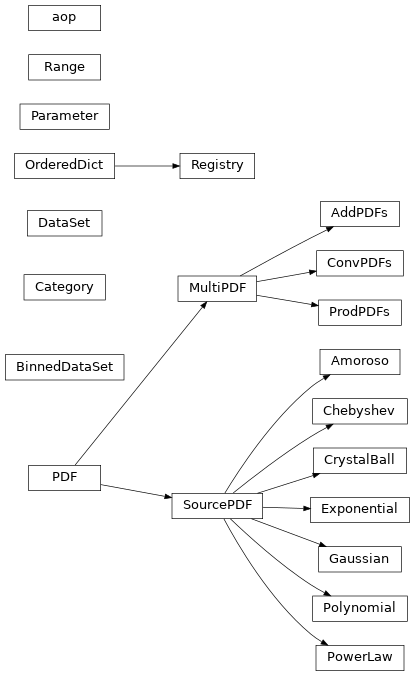 aop
Range
Parameter
OrderedDict
Registry
DataSet
Category
BinnedDataSet
PDF
MultiPDF
SourcePDF
AddPDFs
ConvPDFs
ProdPDFs
Amoroso
Chebyshev
CrystalBall
Exponential
Gaussian
Polynomial
PowerLaw